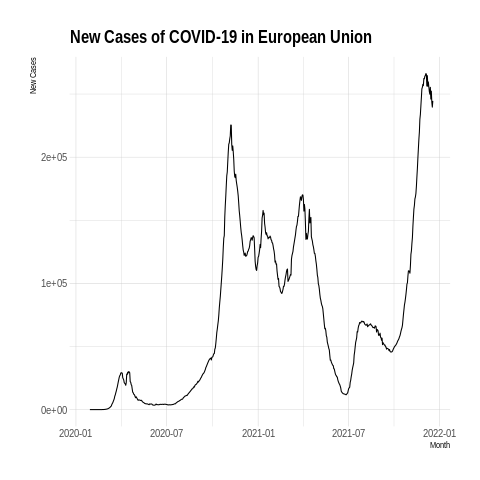 New Cases of COVID-19 in European Union
New Cases
2e+05
1e+05
0e+00
2020-01 2020-07 2021-01 2021-07 2022-01
Month